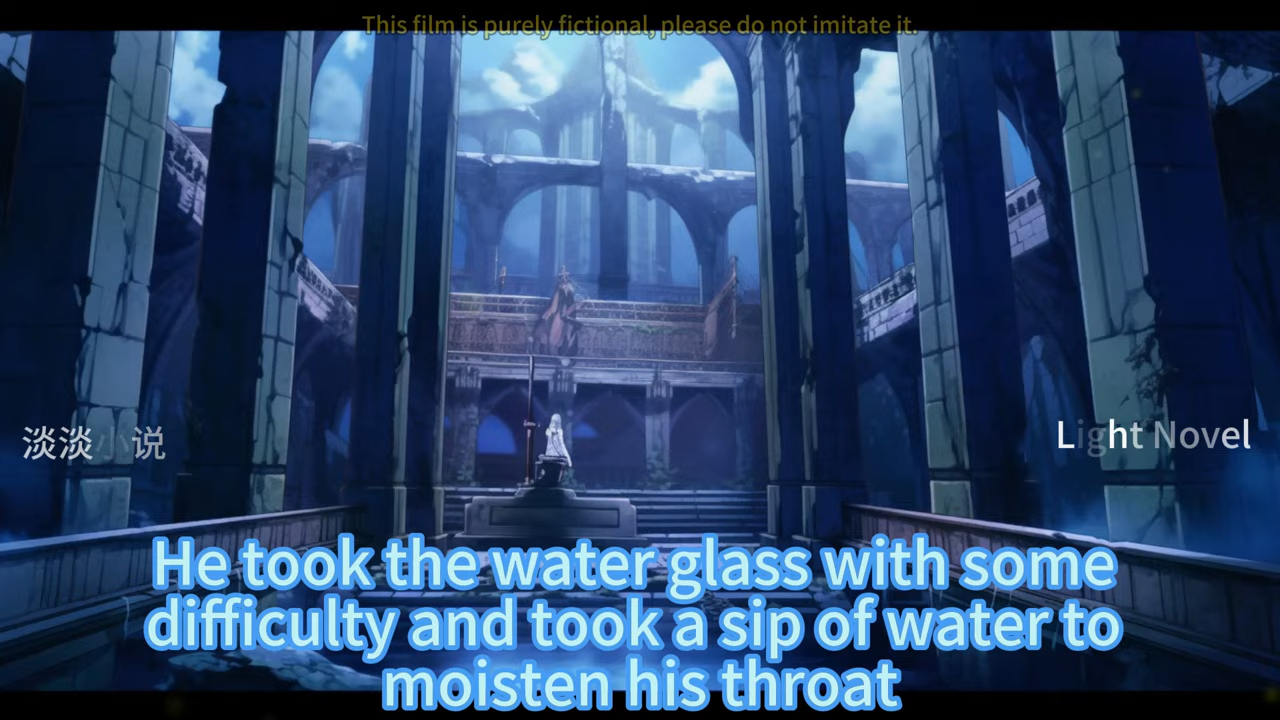 This film is purely fictional, please do not imitate it.
淡淡小说
Light Novel
He took the water glass with some
difficulty and took a sip of water to
moisten his throat